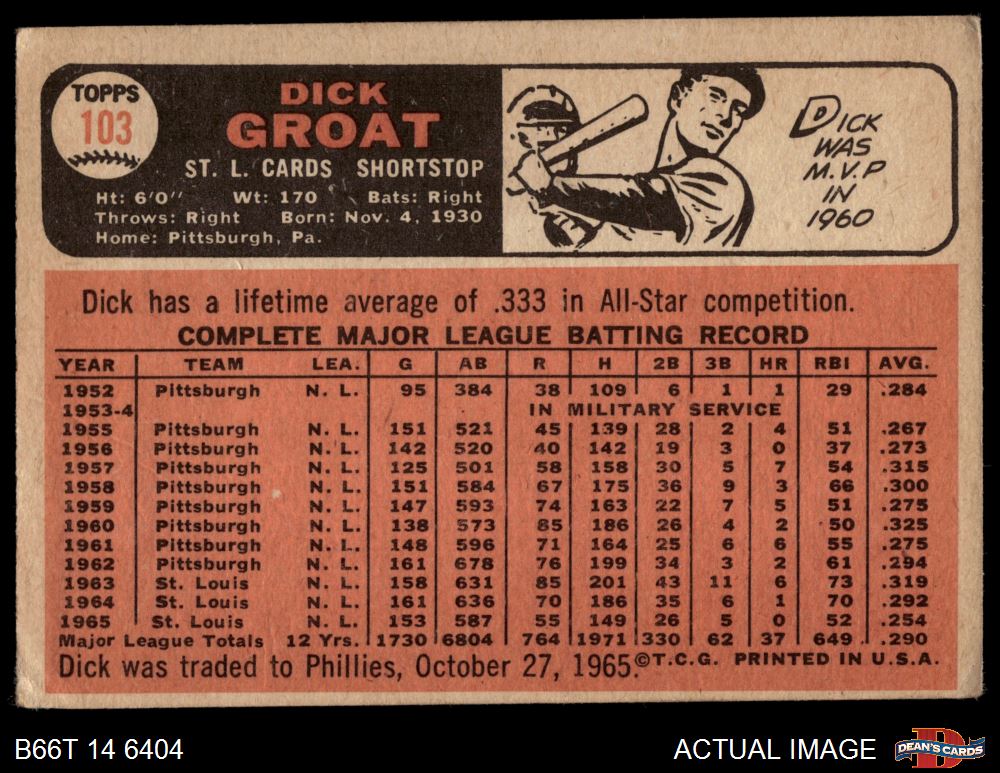 TOPPS
103
DICK
GROAT
ST. L. CARDS SHORTSTOP
Ht: 6'0" Wt: 170 Bats: Right
Throws: Right Born: Nov. 4, 1930
Home: Pittsburgh, Pa.
DICK
WAS
M.V.P
IN
1960
Dick has a lifetime average of .333 in All-Star competition.
COMPLETE MAJOR LEAGUE BATTING RECORD
YEAR TEAM LEA. G AB R H 2B 3B HR RBI AVG.
1952 Pittsburgh N. L. 95 384 38 109 6 1 1 29 .284
1953-4 IN MILITARY SERVICE
1955 Pittsburgh N. L. 151 521 45 139 28 2 4 51 .267
1956 Pittsburgh N. L. 142 520 40 142 19 3 0 37 .273
1957 Pittsburgh N. L. 125 501 58 158 30 5 7 54 .315
1958 Pittsburgh N. L. 151 584 67 175 36 9 3 66 .300
1959 Pittsburgh N. L. 147 593 74 163 22 7 5 51 .275
1960 Pittsburgh N. L. 138 573 85 186 26 4 2 50 .325
1961 Pittsburgh N. L. 148 596 71 164 25 6 6 55 .275
1962 Pittsburgh N. L. 161 678 76 199 34 3 2 61 .294
1963 St. Louis N. L. 158 631 85 201 43 11 6 73 .319
1964 St. Louis N. L. 161 636 70 186 35 6 1 70 .292
1965 St. Louis N. L. 153 587 55 149 26 5 0 52 .254
Major League Totals 12 Yrs. 1730 6804 764 1971 330 62 37 649 .290
Dick was traded to Phillies, October 27, 1965. ©T.C.G. PRINTED IN U.S.A.
B66T 14 6404
ACTUAL IMAGE
D
DEAN'S CARDS